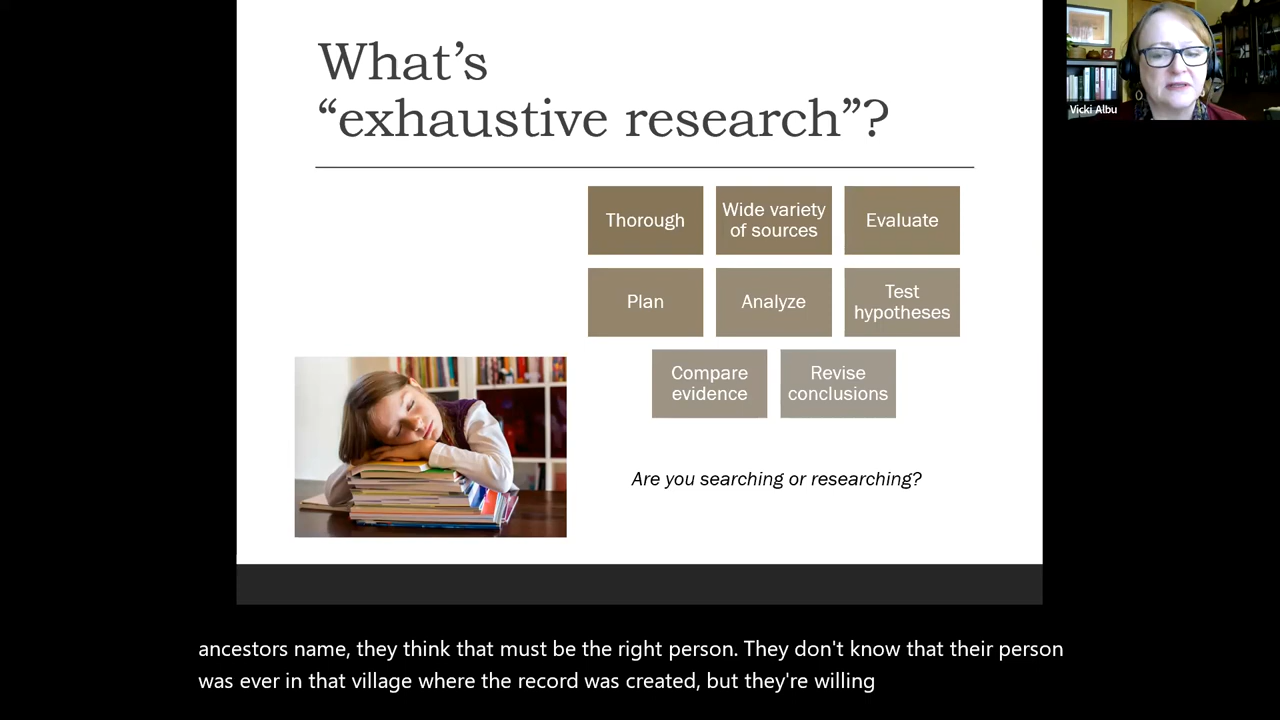 What's
“exhaustive research”?
Vicki Albu
Thorough
Wide variety
of sources
Evaluate
Plan
Analyze
Test
hypotheses
Compare
evidence
Revise
conclusions
Are you searching or researching?
ancestors name, they think that must be the right person. They don't know that their person
was ever in that village where the record was created, but they're willing